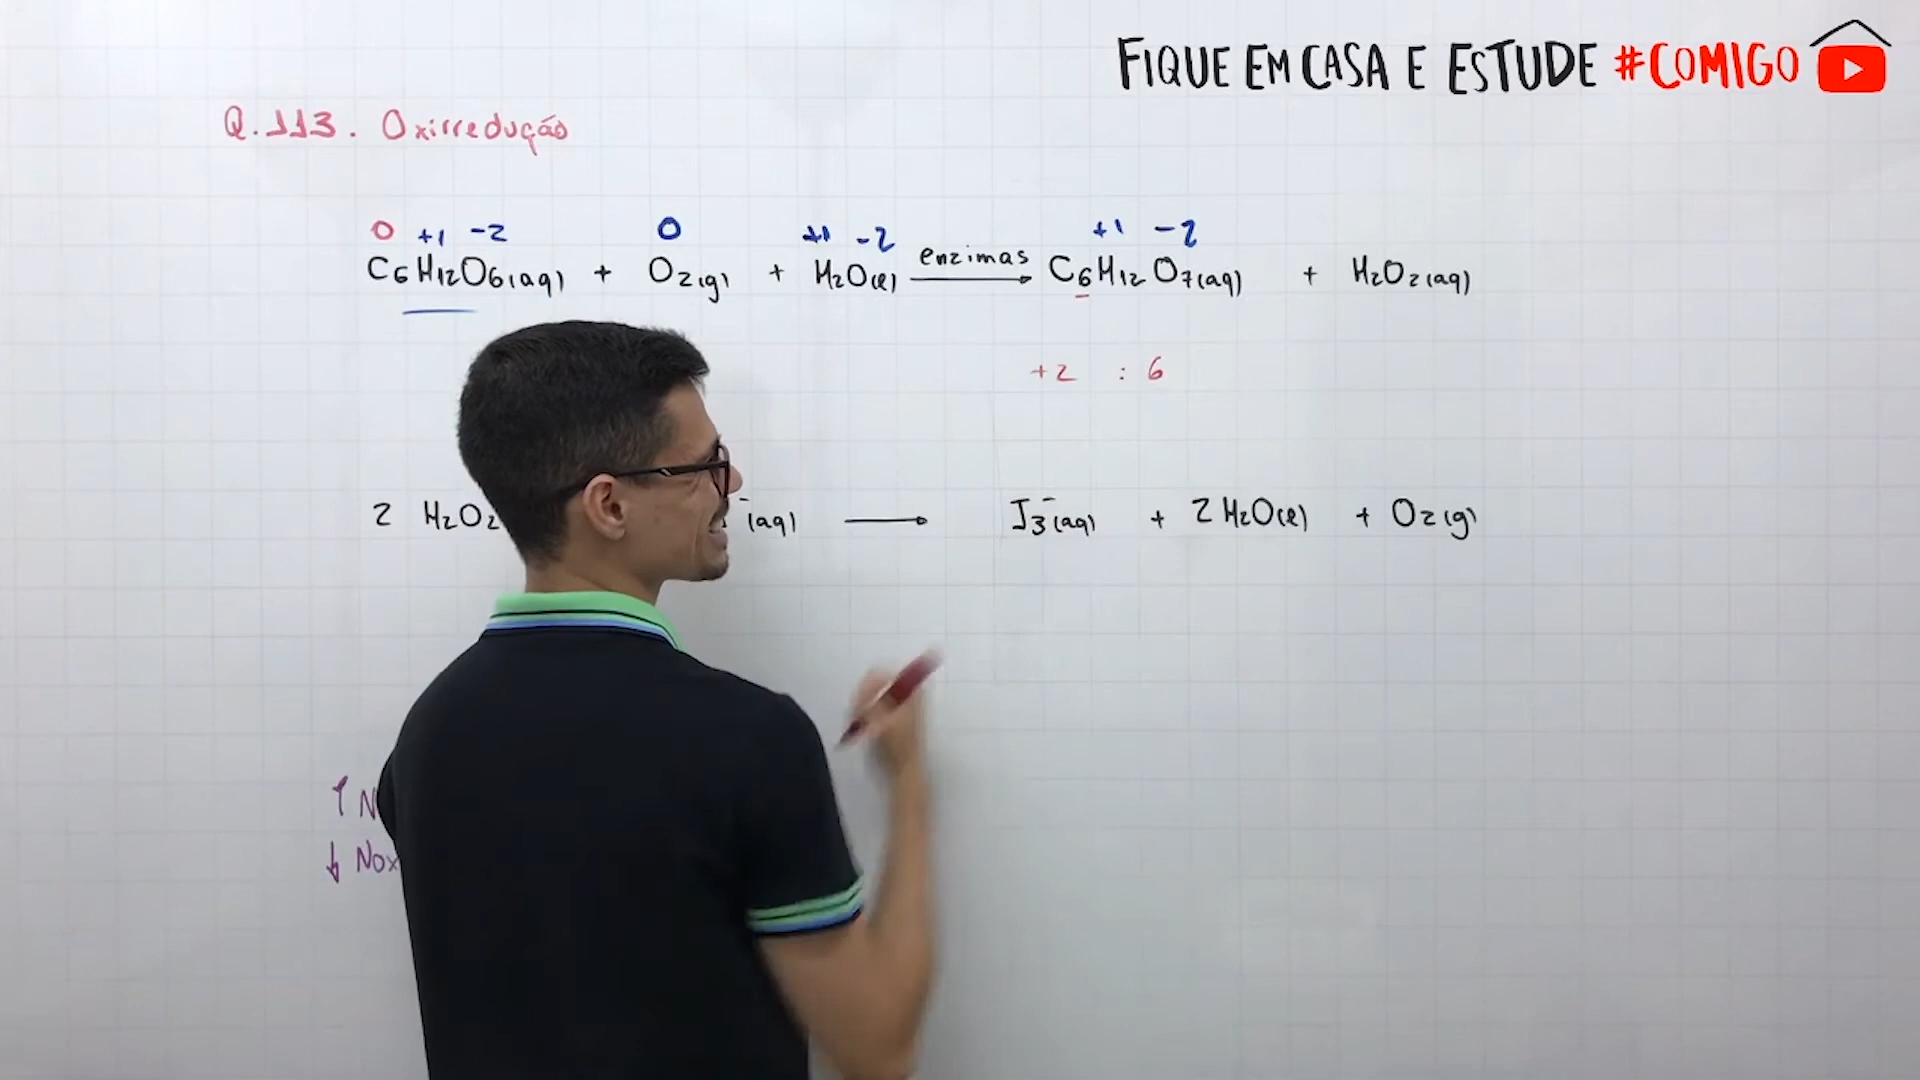 FIQUE EM CASA E ESTUDE #COMIGO
Q.113. Oxirredução
0 +1 -2 0 +1 -2 +1 -2
C6H12O6(aq) + O2(g) + H2O(l) enzimas → C6H12O7(aq) + H2O2(aq)
+2 : 6
2 H2O2 ⁻(aq) → I3⁻(aq) + 2 H2O(l) + O2(g)
↑ N
↓ Nox